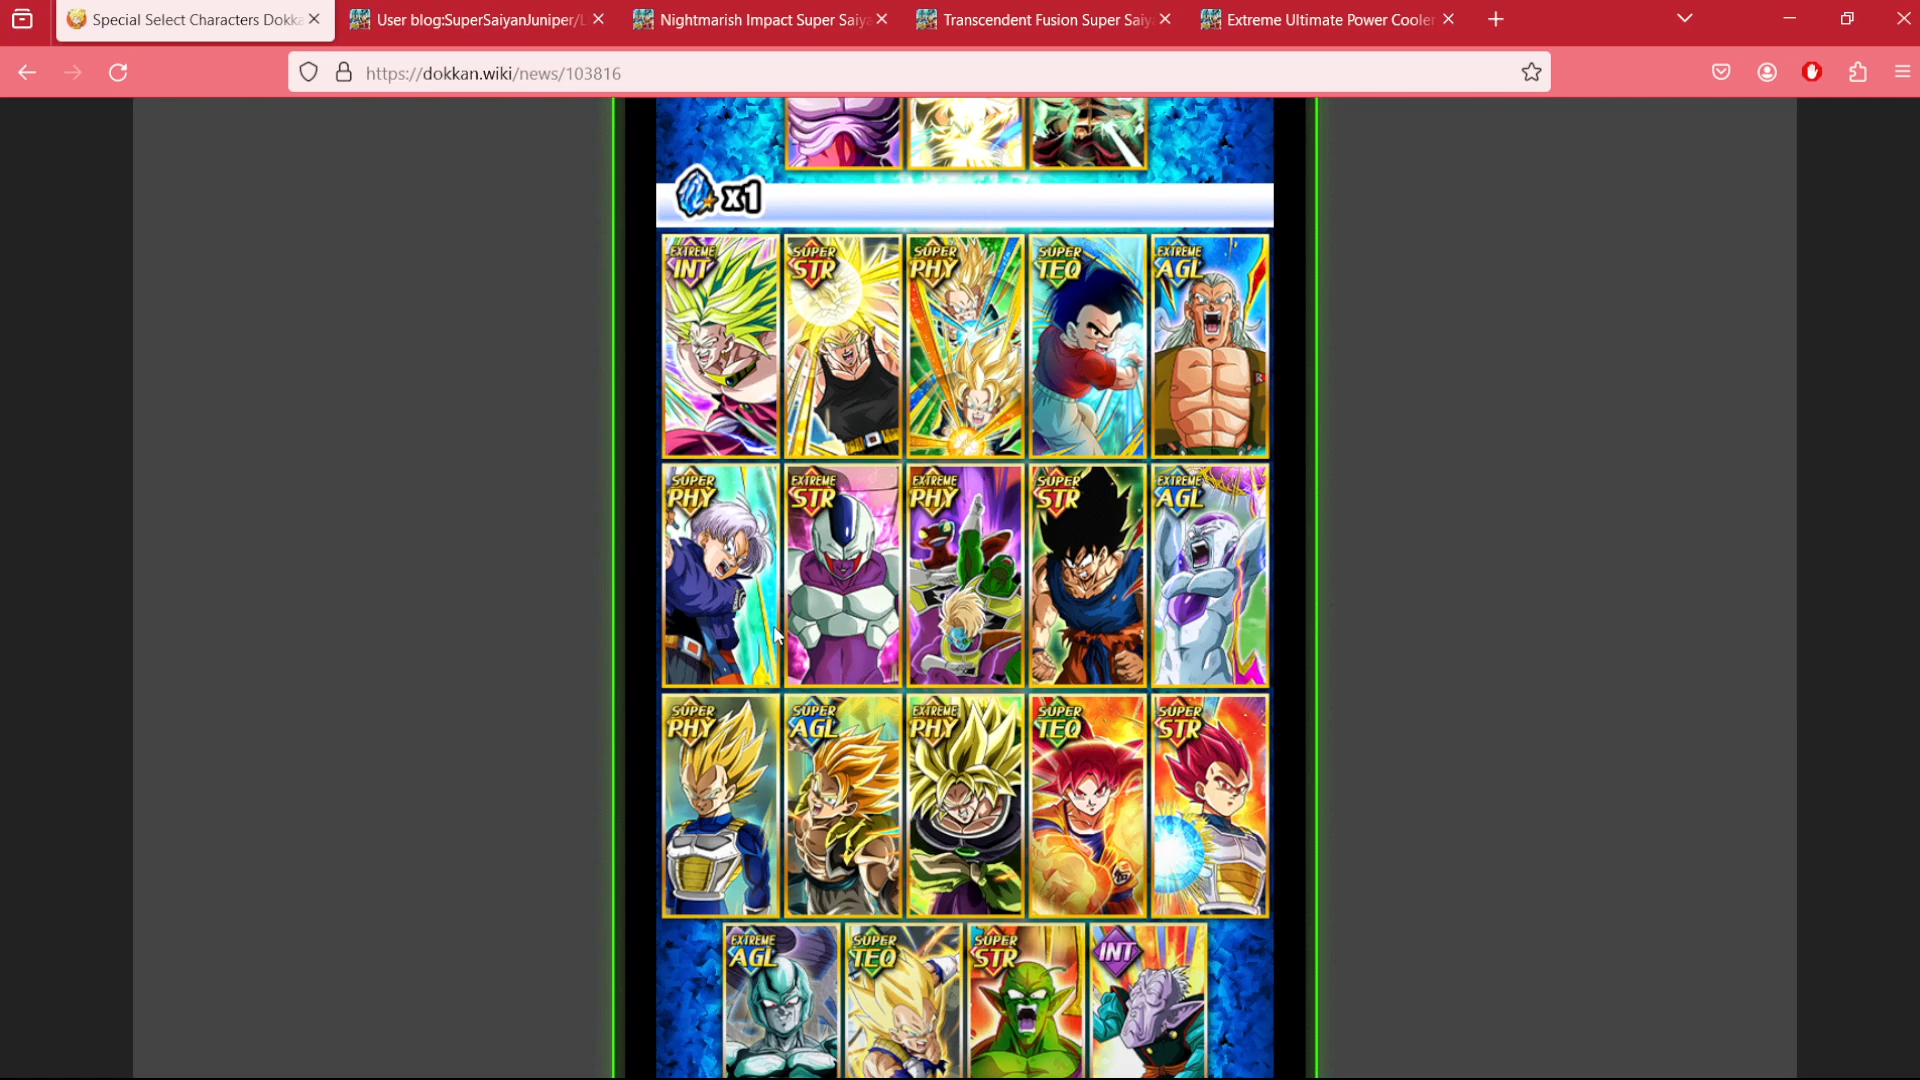 Special Select Characters Dokka
User blog:SuperSaiyanJuniper/L
Nightmarish Impact Super Saiya
Transcendent Fusion Super Saiy
Extreme Ultimate Power Cooler
https://dokkan.wiki/news/103816
x1
EXTREME INT
SUPER STR
SUPER PHY
SUPER TEQ
EXTREME AGL
SUPER PHY
EXTREME STR
EXTREME PHY
SUPER STR
EXTREME AGL
SUPER PHY
SUPER AGL
EXTREME PHY
SUPER TEQ
SUPER STR
EXTREME AGL
SUPER TEQ
SUPER STR
INT